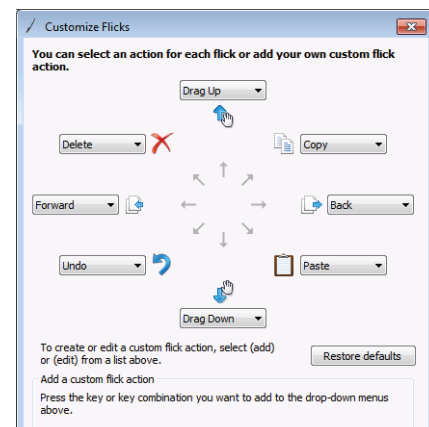 Customize Flicks
You can select an action for each flick or add your own custom flick
action.
Drag Up
Delete
Copy
Forward
Back
Undo
Paste
Drag Down
To create or edit a custom flick action, select (add)
or (edit) from a list above.
Restore defaults
Add a custom flick action
Press the key or key combination you want to add to the drop-down menus
above.